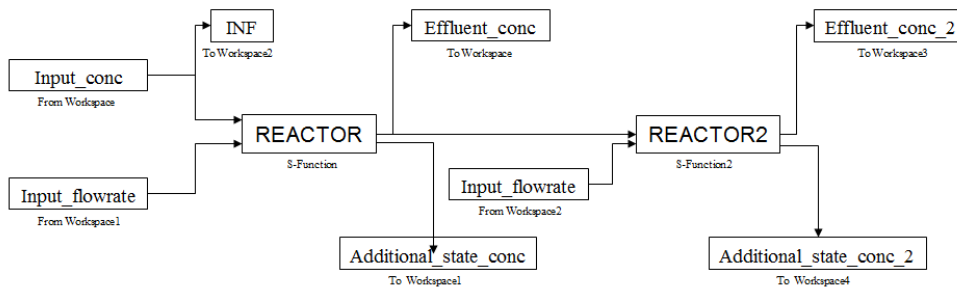 INF
To Workspace2
Effluent_conc
To Workspace
Effluent_conc_2
To Workspace3
Input_conc
From Workspace
REACTOR
S-Function
REACTOR2
S-Function2
Input_flowrate
From Workspace1
Input_flowrate
From Workspace2
Additional_state_conc
To Workspace1
Additional_state_conc_2
To Workspace4